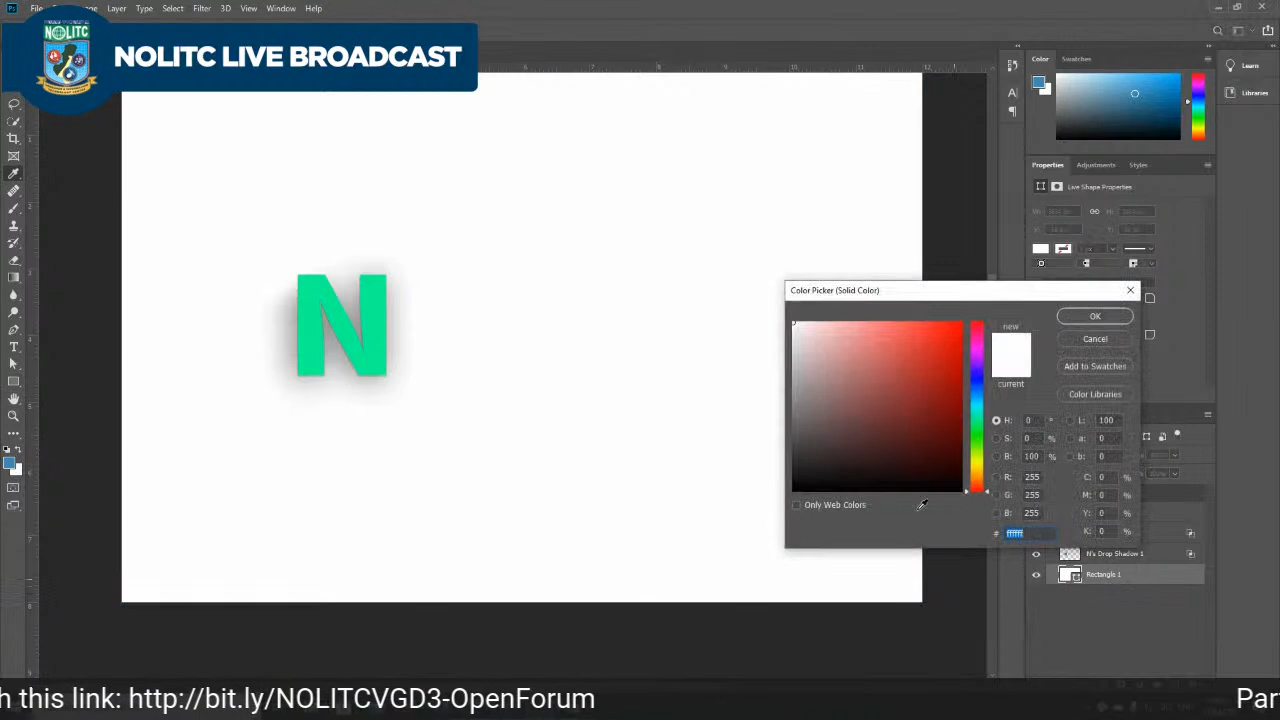 Ps File Layer Type Select Filter 3D View Window Help
NOLITC
NOLITC LIVE BROADCAST
Color Swatches
Learn
Libraries
Properties Adjustments Styles
Live Shape Properties
N
Color Picker (Solid Color)
new
current
OK
Cancel
Add to Swatches
Color Libraries
H: 0 ° L: 100
S: 0 % a: 0
B: 100 % b: 0
R: 255 C: 0 %
G: 255 M: 0 %
B: 255 Y: 0 %
# ffffff K: 0 %
Only Web Colors
N's Drop Shadow 1
Rectangle 1
h this link: http://bit.ly/NOLITCVGD3-OpenForum
Par